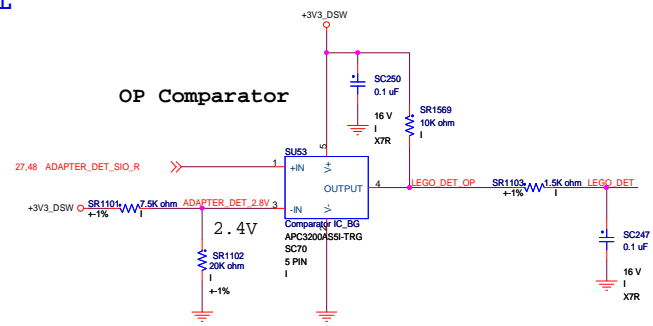 +3V3_DSW
OP Comparator
SC250
0.1 uF
16 V
I
X7R
SR1569
10K ohm
I
SU53
27,48 ADAPTER_DET_SIO_R
1
+IN
5
V+
OUTPUT
4
LEGO_DET_OP
SR1103
1.5K ohm
LEGO_DET
+-1%
I
+3V3_DSW
SR1101
7.5K ohm
+-1%
I
ADAPTER_DET_2.8V
3
-IN
V-
2.4V
Comparator IC_BG
APC3200AS5I-TRG
SC70
5 PIN
I
SR1102
20K ohm
I
+-1%
SC247
0.1 uF
16 V
I
X7R